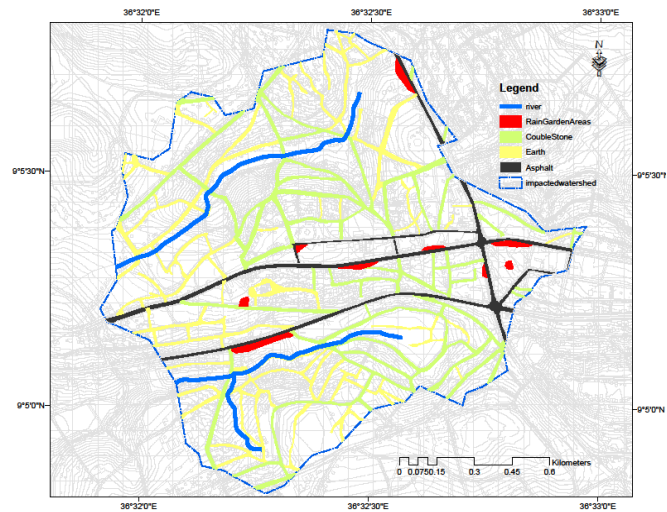 36°32'0"E 36°32'30"E 36°33'0"E
N
Legend
river
RainGardenAreas
CoubleStone
Earth
Asphalt
impactedwatershed
9°5'30"N 9°5'30"N
9°5'0"N 9°5'0"N
Kilometers
0 0.0750.15 0.3 0.45 0.6
36°32'0"E 36°32'30"E 36°33'0"E